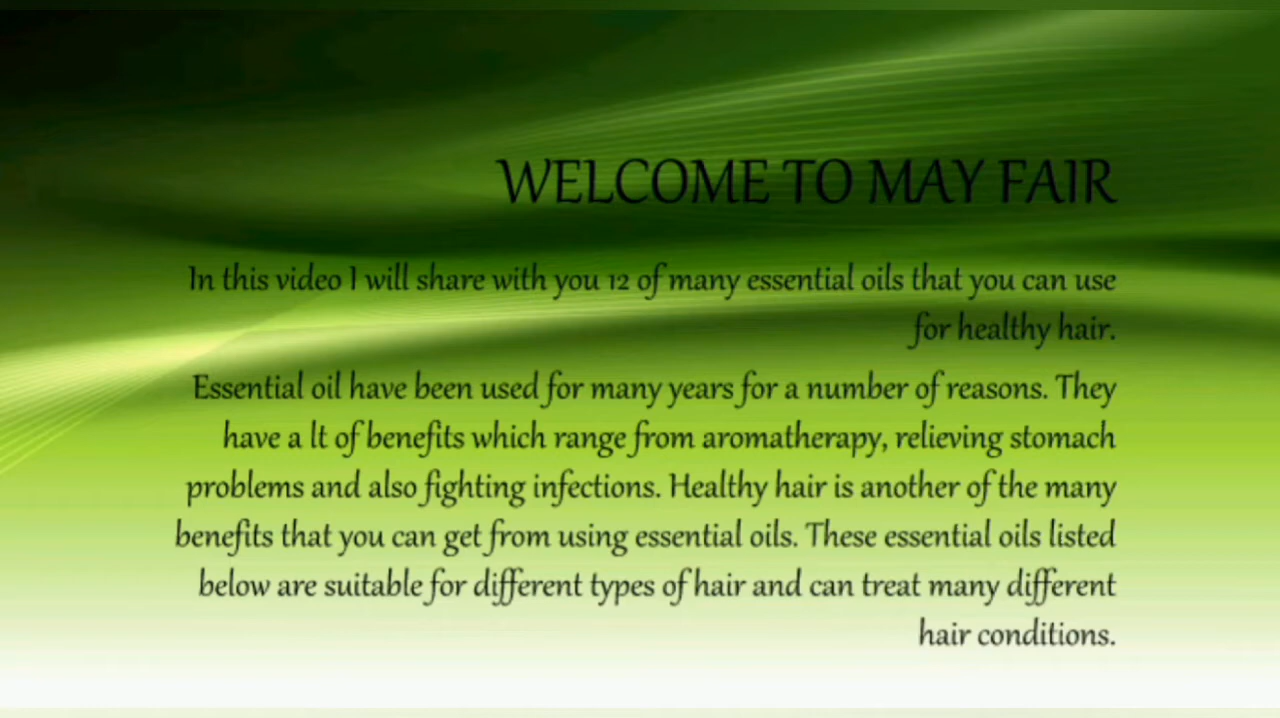 WELCOME TO MAY FAIR
In this video I will share with you 12 of many essential oils that you can use
for healthy hair.
Essential oil have been used for many years for a number of reasons. They
have a lt of benefits which range from aromatherapy, relieving stomach
problems and also fighting infections. Healthy hair is another of the many
benefits that you can get from using essential oils. These essential oils listed
below are suitable for different types of hair and can treat many different
hair conditions.